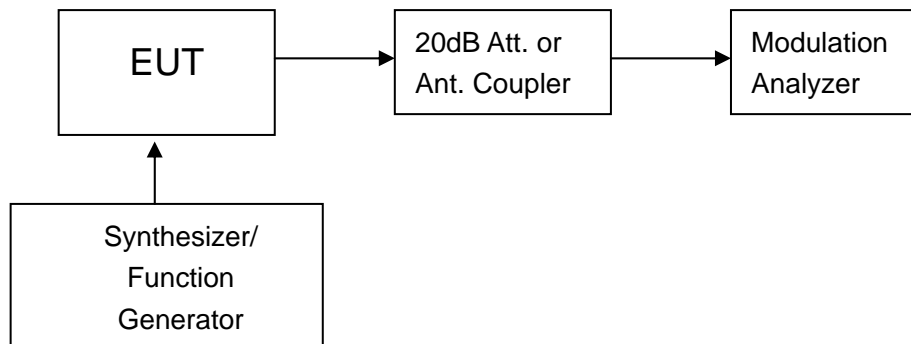 EUT
20dB Att. or
Ant. Coupler
Modulation
Analyzer
Synthesizer/
Function
Generator